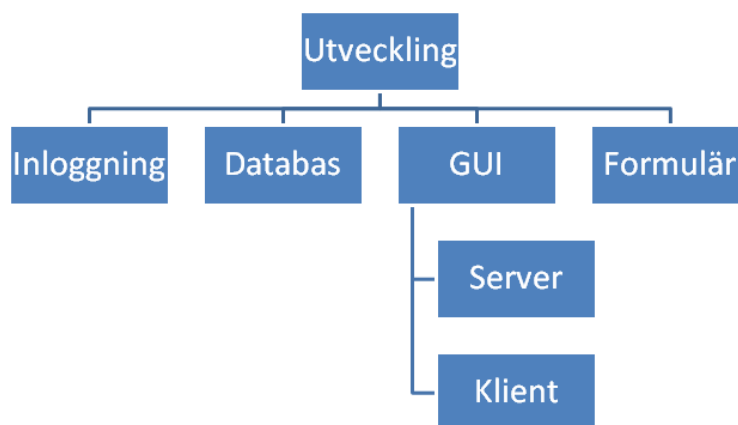 Utveckling
Inloggning
Databas
GUI
Formulär
Server
Klient